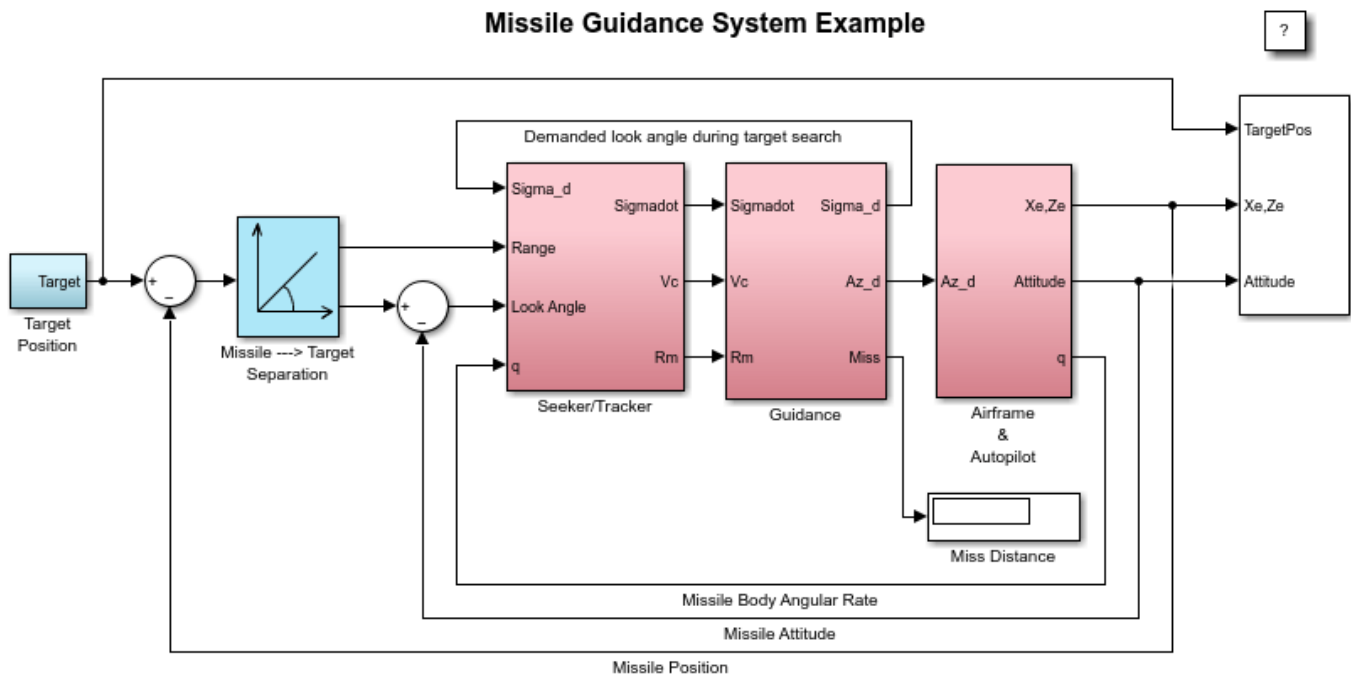 Missile Guidance System Example
?
Demanded look angle during target search
TargetPos
Xe,Ze
Attitude
Target
Target
Position
+
−
Missile ---> Target
Separation
+
−
Sigma_d
Range
Look Angle
q
Sigmadot
Vc
Rm
Seeker/Tracker
Sigmadot
Vc
Rm
Sigma_d
Az_d
Miss
Guidance
Az_d
Xe,Ze
Attitude
q
Airframe
&
Autopilot
Miss Distance
Missile Body Angular Rate
Missile Attitude
Missile Position